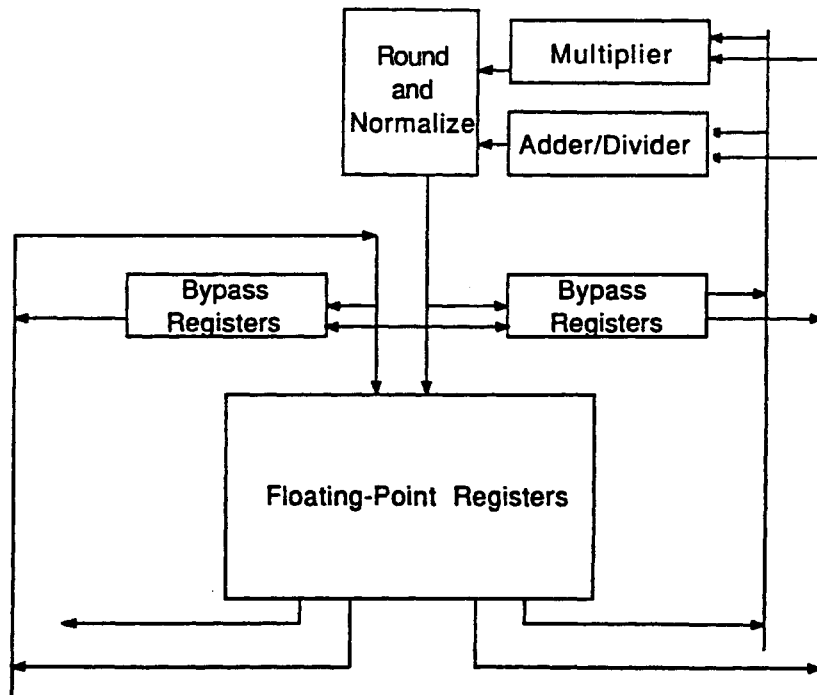 Round
and
Normalize
Multiplier
Adder/Divider
Bypass
Registers
Bypass
Registers
Floating-Point Registers